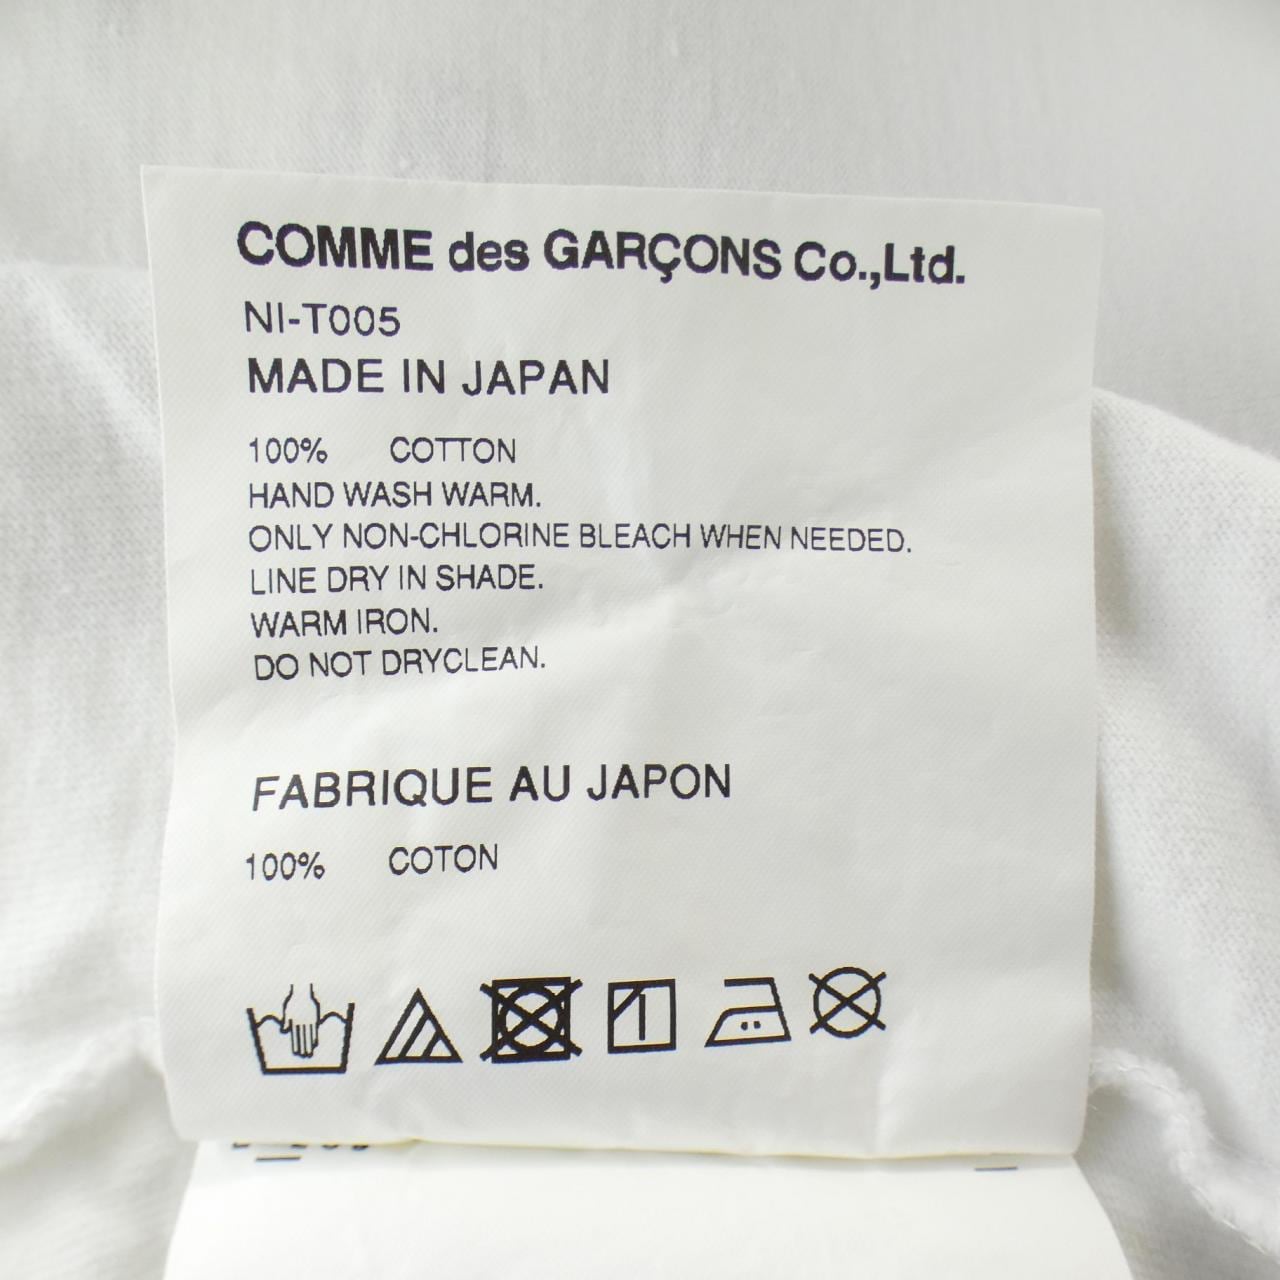 COMME des GARÇONS Co.,Ltd.
NI-T005
MADE IN JAPAN
100% COTTON
HAND WASH WARM.
ONLY NON-CHLORINE BLEACH WHEN NEEDED.
LINE DRY IN SHADE.
WARM IRON.
DO NOT DRYCLEAN.
FABRIQUE AU JAPON
100% COTON